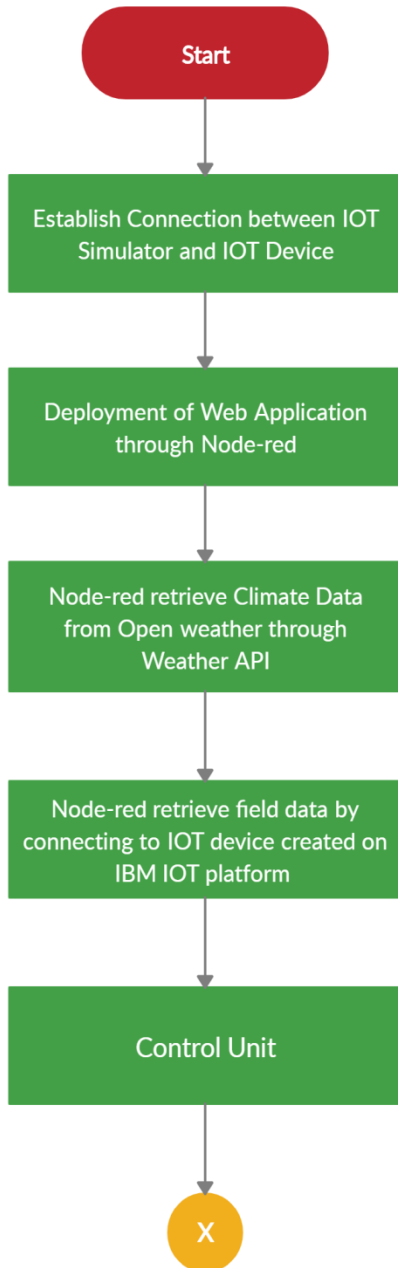 Start
Establish Connection between IOT
Simulator and IOT Device
Deployment of Web Application
through Node-red
Node-red retrieve Climate Data
from Open weather through
Weather API
Node-red retrieve field data by
connecting to IOT device created on
IBM IOT platform
Control Unit
X